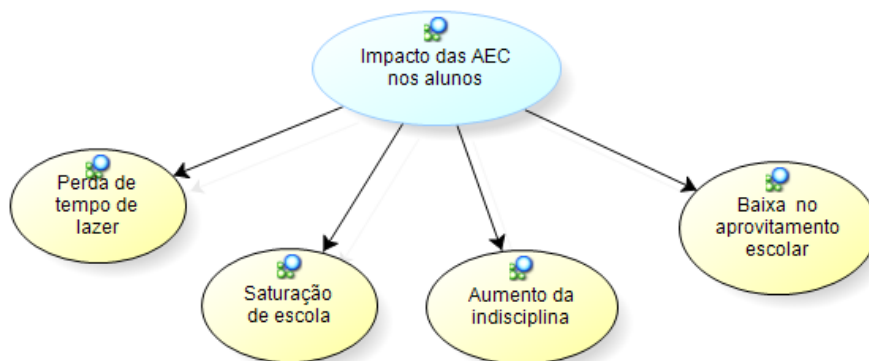 Impacto das AEC
nos alunos
Perda de
tempo de
lazer
Saturação
de escola
Aumento da
indisciplina
Baixa no
aprovitamento
escolar